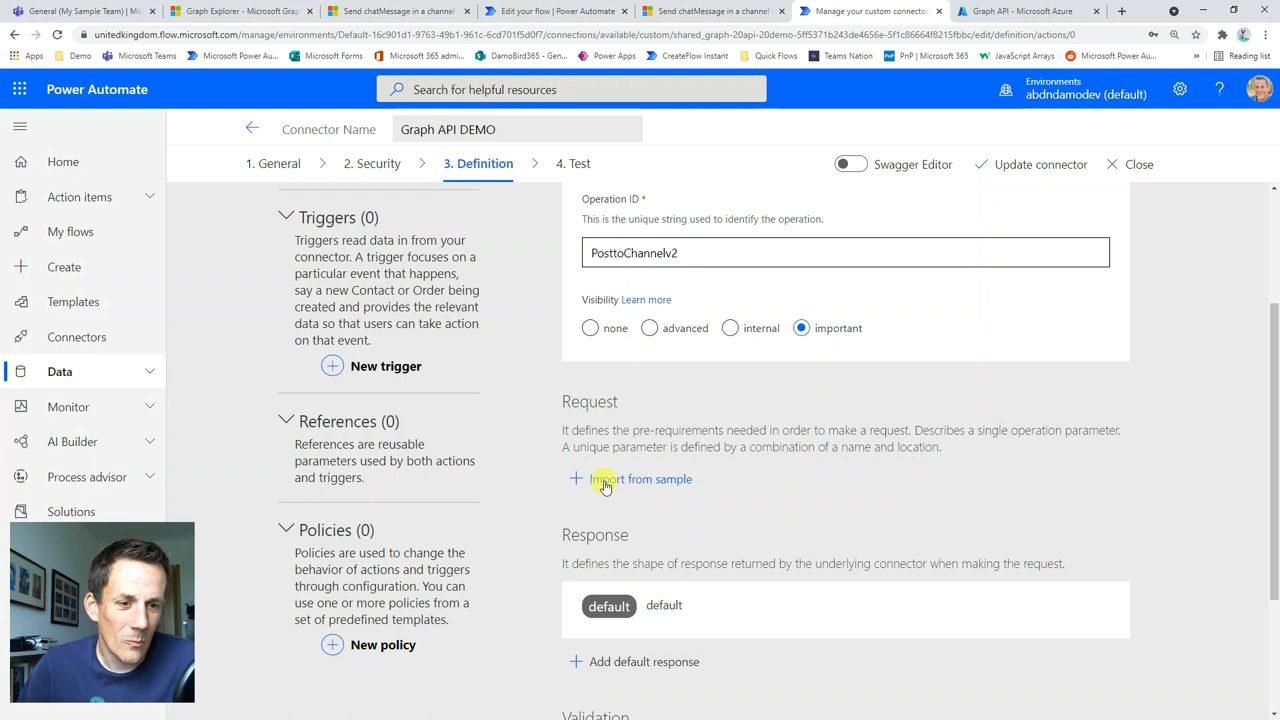 General (My Sample Team) | Micros
Graph Explorer - Microsoft Gra
Send chatMessage in a channel
Edit your flow | Power Automate
Send chatMessage in a channel
Manage your custom connector
Graph API - Microsoft Azure
unitedkingdom.flow.microsoft.com/manage/environments/Default-16c901d1-9763-49b1-961c-6cd701f5d0f7/connections/available/custom/shared_graph-20api-20demo-5ff5371b243de4656e-5f1c86664f8215fbbc/edit/definition/actions/0
Apps
Demo
Microsoft Teams
Microsoft Power Au...
Microsoft Forms
Microsoft 365 admi...
DamoBird365 - Gen...
Power Apps
CreateFlow Instant
Quick Flows
Teams Nation
PnP | Microsoft 365
JavaScript Arrays
Microsoft Power Au...
Reading list
Power Automate
Search for helpful resources
Environments
abdndamodev (default)
Connector Name
Graph API DEMO
1. General
2. Security
3. Definition
4. Test
Swagger Editor
Update connector
Close
Home
Action items
My flows
Create
Templates
Connectors
Data
Monitor
AI Builder
Process advisor
Solutions
Triggers (0)
Triggers read data in from your
connector. A trigger focuses on a
particular event that happens,
say a new Contact or Order being
created and provides the relevant
data so that users can take action
on that event.
New trigger
References (0)
References are reusable
parameters used by both actions
and triggers.
Policies (0)
Policies are used to change the
behavior of actions and triggers
through configuration. You can
use one or more policies from a
set of predefined templates.
New policy
Operation ID *
This is the unique string used to identify the operation.
PosttoChannelv2
Visibility Learn more
none
advanced
internal
important
Request
It defines the pre-requirements needed in order to make a request. Describes a single operation parameter.
A unique parameter is defined by a combination of a name and location.
Import from sample
Response
It defines the shape of response returned by the underlying connector when making the request.
default
default
Add default response
Validation